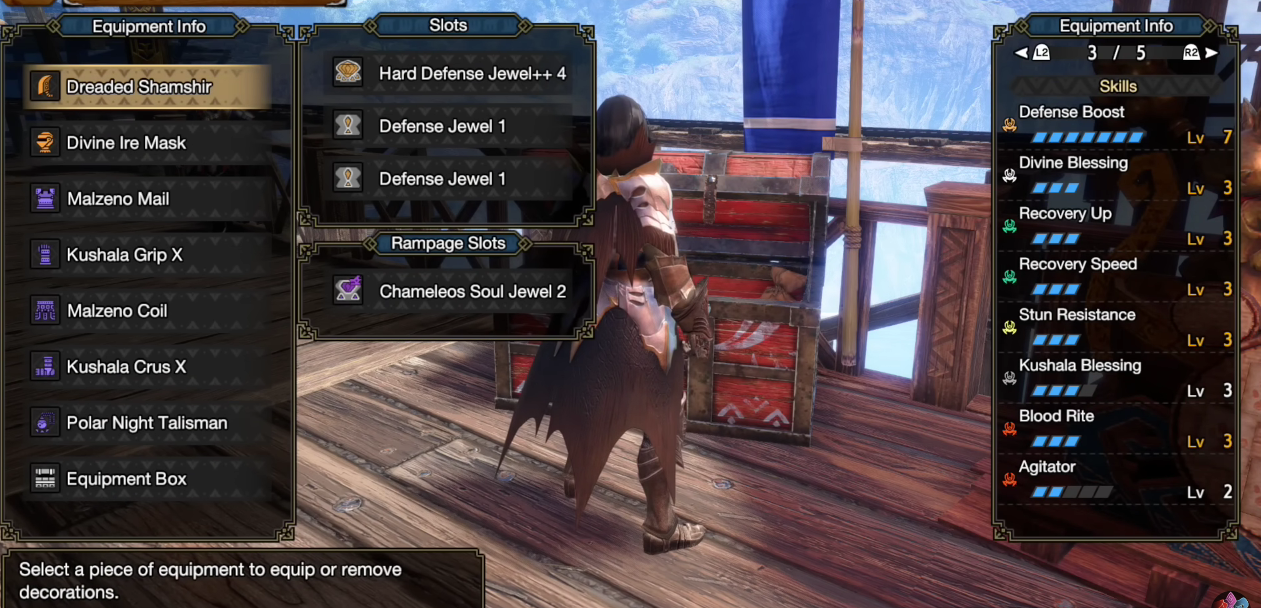 Equipment Info
Dreaded Shamshir
Divine Ire Mask
Malzeno Mail
Kushala Grip X
Malzeno Coil
Kushala Crus X
Polar Night Talisman
Equipment Box
Slots
Hard Defense Jewel++ 4
Defense Jewel 1
Defense Jewel 1
Rampage Slots
Chameleos Soul Jewel 2
Equipment Info
L2 3 / 5 R2
Skills
Defense Boost
Lv 7
Divine Blessing
Lv 3
Recovery Up
Lv 3
Recovery Speed
Lv 3
Stun Resistance
Lv 3
Kushala Blessing
Lv 3
Blood Rite
Lv 3
Agitator
Lv 2
Select a piece of equipment to equip or remove
decorations.